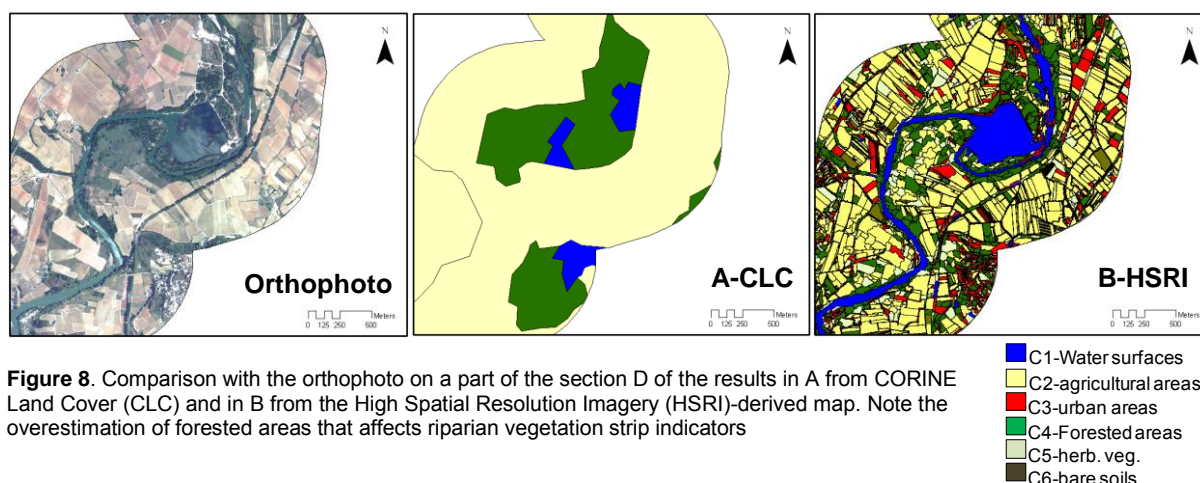 N
N
N
Orthophoto
A-CLC
B-HSRI
Meters
0 125 250 500
Meters
0 125 250 500
Meters
0 125 250 500
Figure 8. Comparison with the orthophoto on a part of the section D of the results in A from CORINE
Land Cover (CLC) and in B from the High Spatial Resolution Imagery (HSRI)-derived map. Note the
overestimation of forested areas that affects riparian vegetation strip indicators
C1-Water surfaces
C2-agricultural areas
C3-urban areas
C4-Forested areas
C5-herb. veg.
C6-bare soils